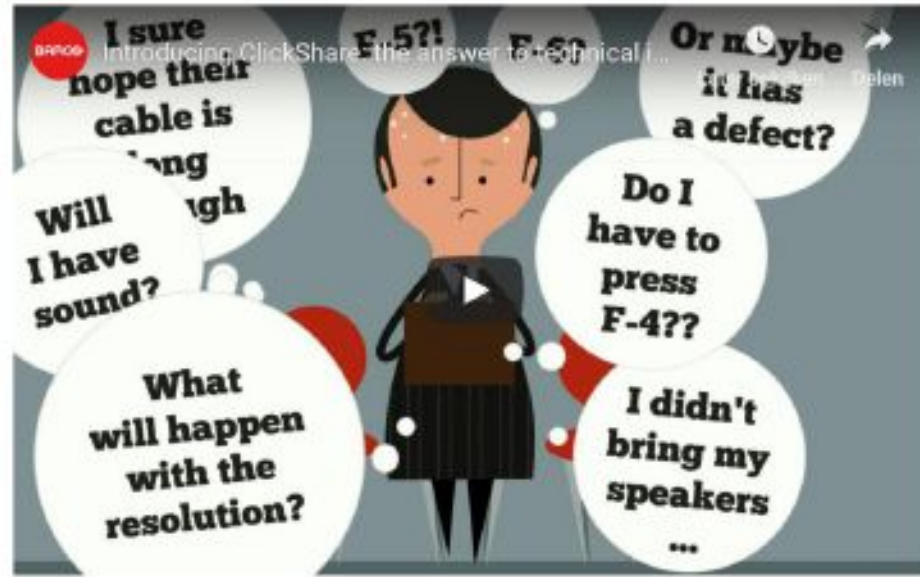 BARCO
Introducing ClickShare: the answer to technical i...
Delen
I sure
hope their
cable is
long
F-5?!
F-6?
Or maybe
it has
a defect?
Will
I have
sound?
Do I
have to
press
F-4??
What
will happen
with the
resolution?
I didn't
bring my
speakers
...